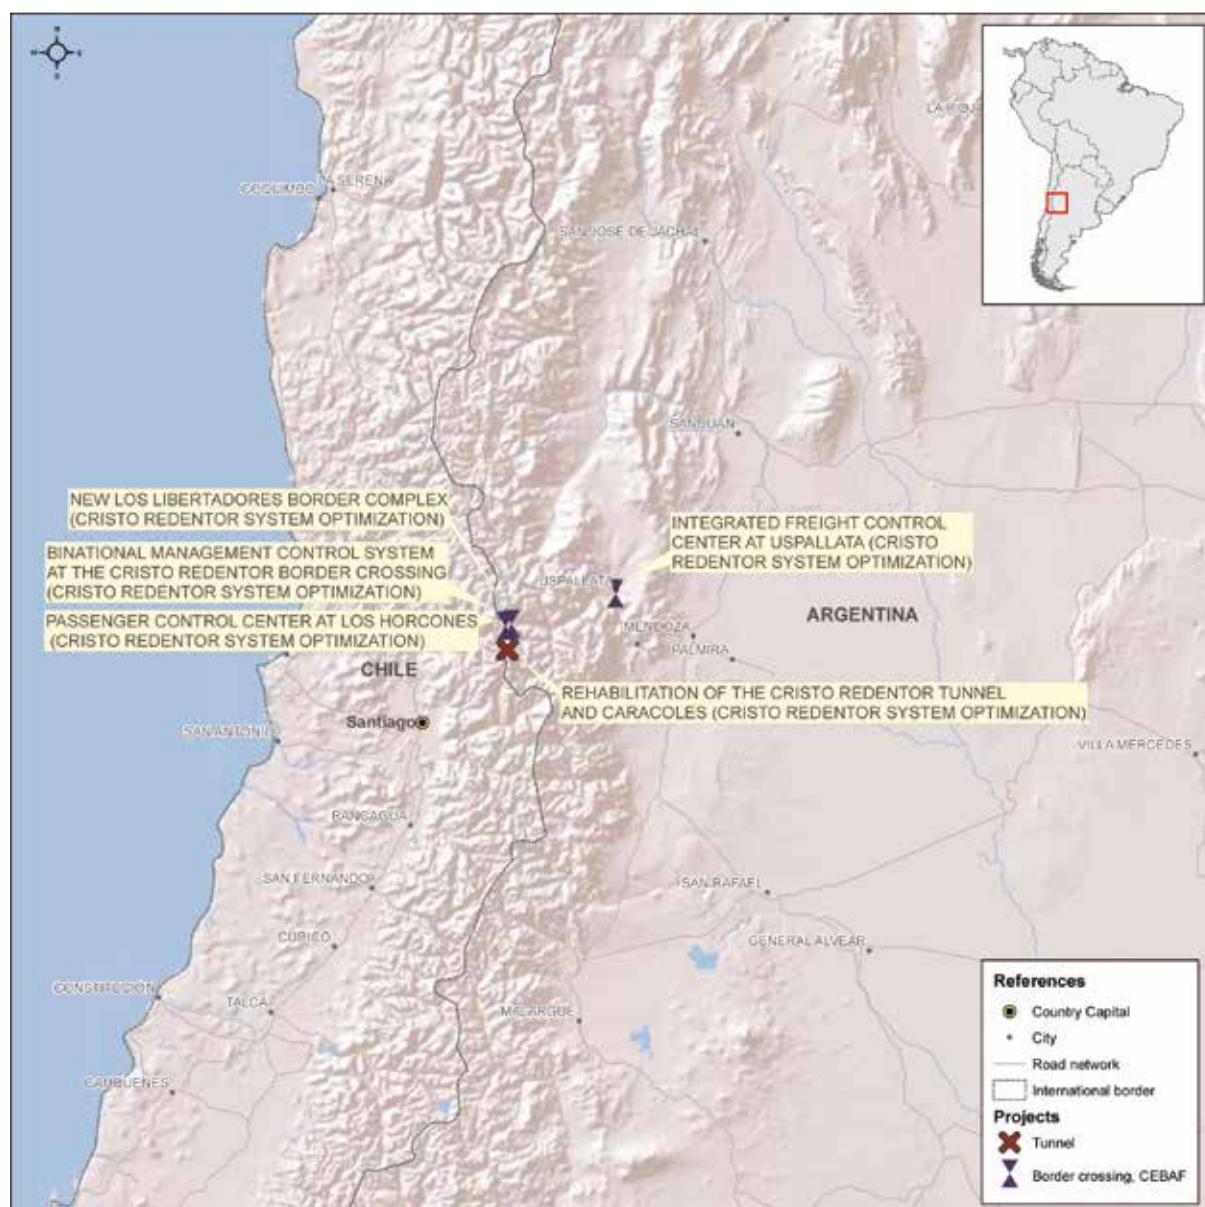 N
W
E
S
LA RIOJA
LA SERENA
COQUIMBO
SAN JOSE DE JACHAL
SAN JUAN
NEW LOS LIBERTADORES BORDER COMPLEX
(CRISTO REDENTOR SYSTEM OPTIMIZATION)
BINATIONAL MANAGEMENT CONTROL SYSTEM
AT THE CRISTO REDENTOR BORDER CROSSING
(CRISTO REDENTOR SYSTEM OPTIMIZATION)
PASSENGER CONTROL CENTER AT LOS HORCONES
(CRISTO REDENTOR SYSTEM OPTIMIZATION)
INTEGRATED FREIGHT CONTROL
CENTER AT USPALLATA (CRISTO
REDENTOR SYSTEM OPTIMIZATION)
USPALLATA
ARGENTINA
MENDOZA
PALMIRA
CHILE
REHABILITATION OF THE CRISTO REDENTOR TUNNEL
AND CARACOLES (CRISTO REDENTOR SYSTEM OPTIMIZATION)
Santiago
SAN ANTONIO
VILLA MERCEDES
RANCAGUA
SAN FERNANDO
SAN RAFAEL
CURICO
GENERAL ALVEAR
CONSTITUCION
TALCA
MALARGUE
CAUQUENES
References
Country Capital
City
Road network
International border
Projects
Tunnel
Border crossing, CEBAF